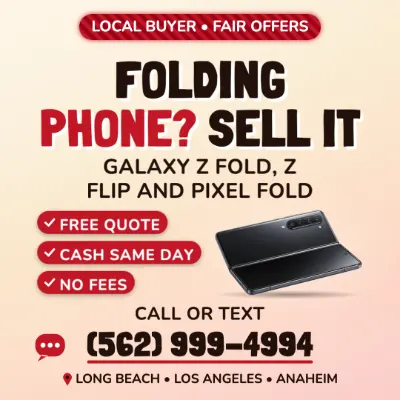 LOCAL BUYER • FAIR OFFERS
FOLDING
PHONE? SELL IT
GALAXY Z FOLD, Z
FLIP AND PIXEL FOLD
FREE QUOTE
CASH SAME DAY
NO FEES
CALL OR TEXT
(562) 999-4994
LONG BEACH • LOS ANGELES • ANAHEIM